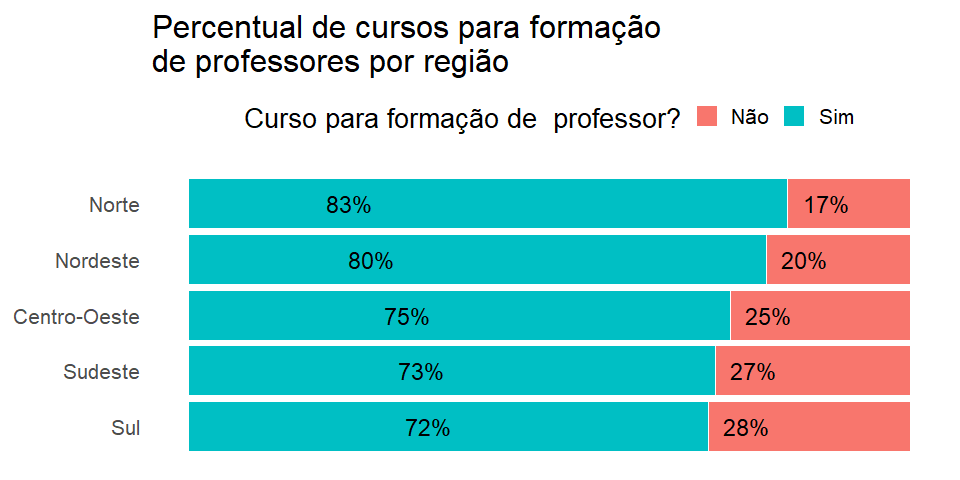 Percentual de cursos para formação
de professores por região
Curso para formação de  professor? Não Sim
Norte 83% 17%
Nordeste 80% 20%
Centro-Oeste 75% 25%
Sudeste 73% 27%
Sul 72% 28%